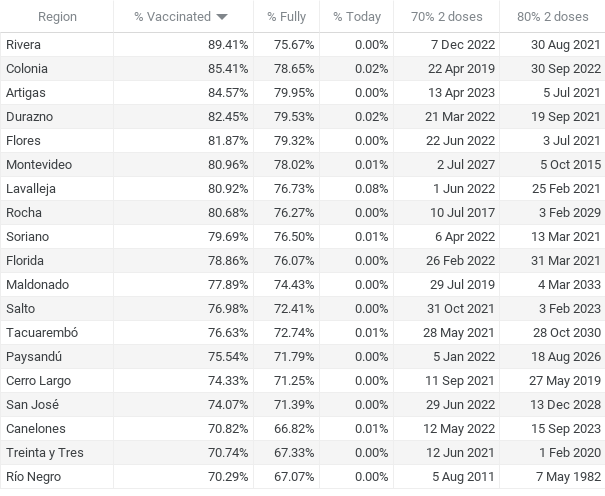 Region % Vaccinated % Fully % Today 70% 2 doses 80% 2 doses
Rivera 89.41% 75.67% 0.00% 7 Dec 2022 30 Aug 2021
Colonia 85.41% 78.65% 0.02% 22 Apr 2019 30 Sep 2022
Artigas 84.57% 79.95% 0.00% 13 Apr 2023 5 Jul 2021
Durazno 82.45% 79.53% 0.02% 21 Mar 2022 19 Sep 2021
Flores 81.87% 79.32% 0.00% 22 Jun 2022 3 Jul 2021
Montevideo 80.96% 78.02% 0.01% 2 Jul 2027 5 Oct 2015
Lavalleja 80.92% 76.73% 0.08% 1 Jun 2022 25 Feb 2021
Rocha 80.68% 76.27% 0.00% 10 Jul 2017 3 Feb 2029
Soriano 79.69% 76.50% 0.01% 6 Apr 2022 13 Mar 2021
Florida 78.86% 76.07% 0.00% 26 Feb 2022 31 Mar 2021
Maldonado 77.89% 74.43% 0.00% 29 Jul 2019 4 Mar 2033
Salto 76.98% 72.41% 0.00% 31 Oct 2021 3 Feb 2023
Tacuarembó 76.63% 72.74% 0.01% 28 May 2021 28 Oct 2030
Paysandú 75.54% 71.79% 0.00% 5 Jan 2022 18 Aug 2026
Cerro Largo 74.33% 71.25% 0.00% 11 Sep 2021 27 May 2019
San José 74.07% 71.39% 0.00% 29 Jun 2022 13 Dec 2028
Canelones 70.82% 66.82% 0.01% 12 May 2022 15 Sep 2023
Treinta y Tres 70.74% 67.33% 0.00% 12 Jun 2021 1 Feb 2020
Río Negro 70.29% 67.07% 0.00% 5 Aug 2011 7 May 1982